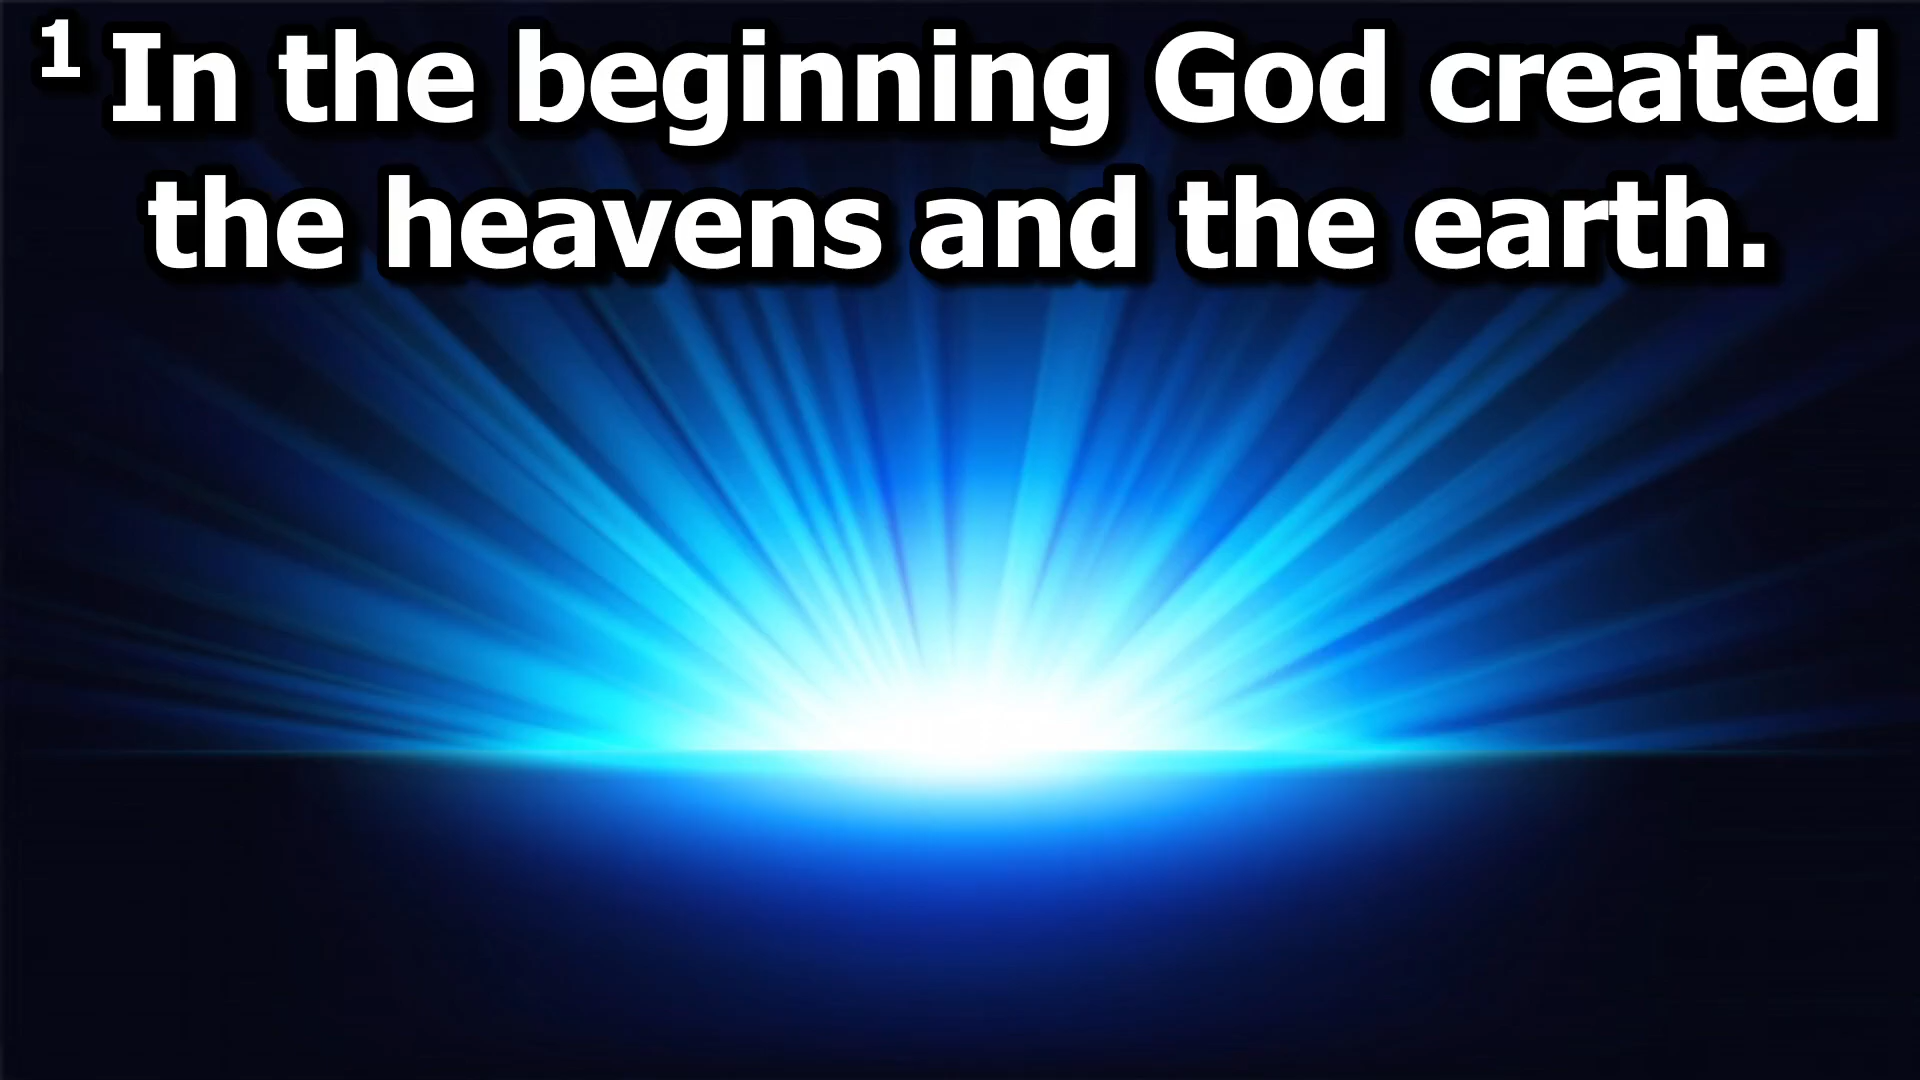 1 In the beginning God created
the heavens and the earth.